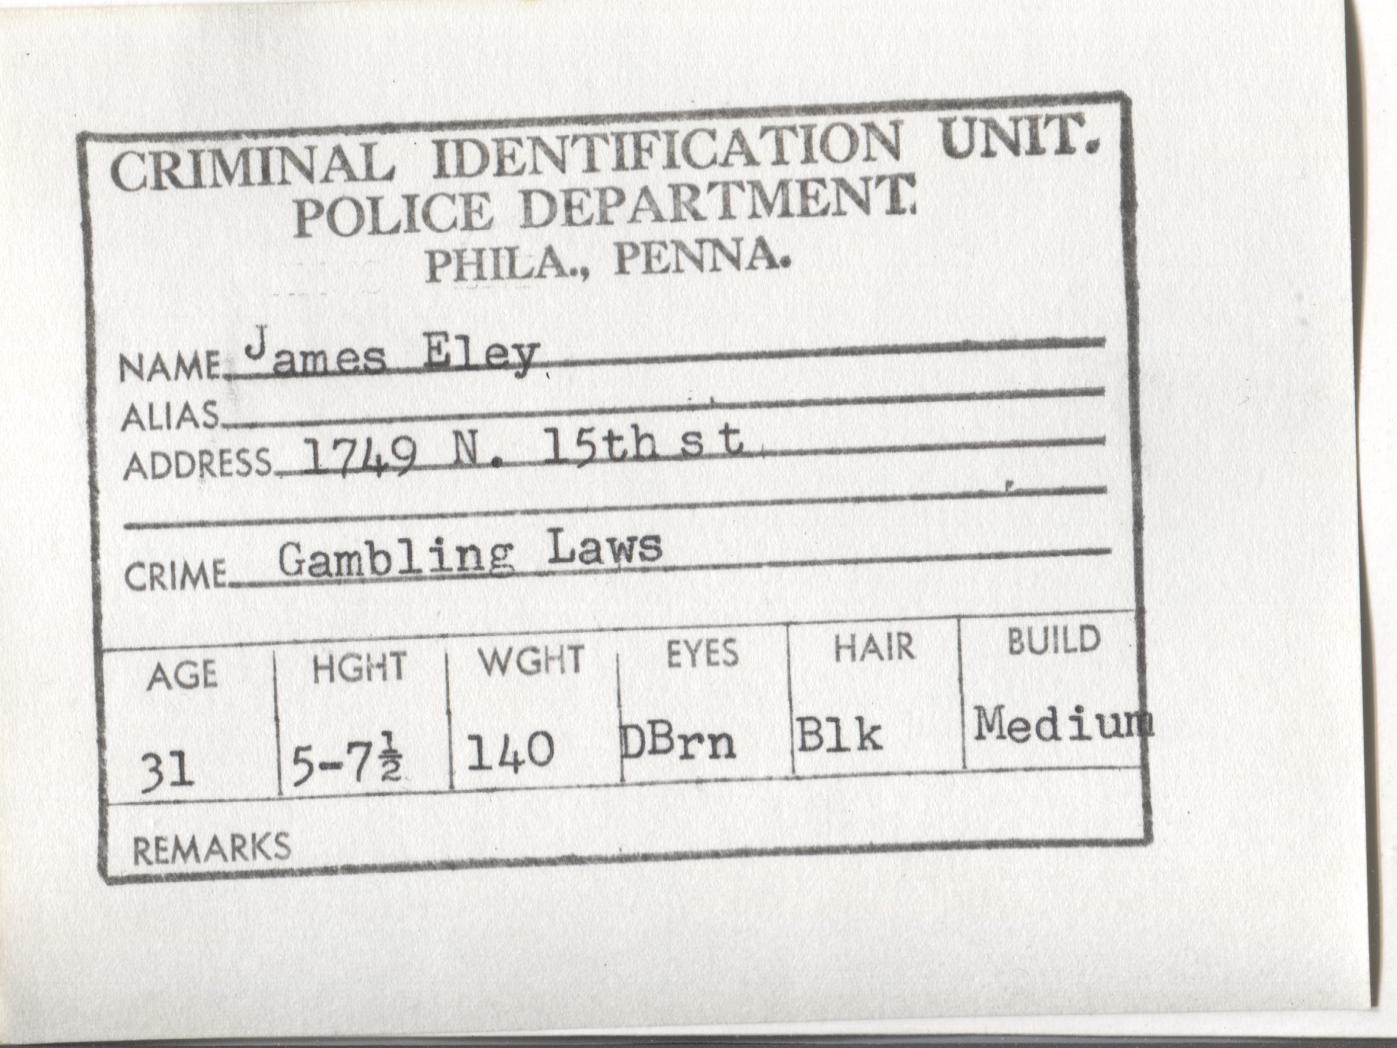 CRIMINAL IDENTIFICATION UNIT.
POLICE DEPARTMENT.
PHILA., PENNA.
NAME James Eley
ALIAS
ADDRESS 1749 N. 15th st
CRIME Gambling Laws
AGE HGHT WGHT EYES HAIR BUILD
31 5-7½ 140 DBrn Blk Medium
REMARKS